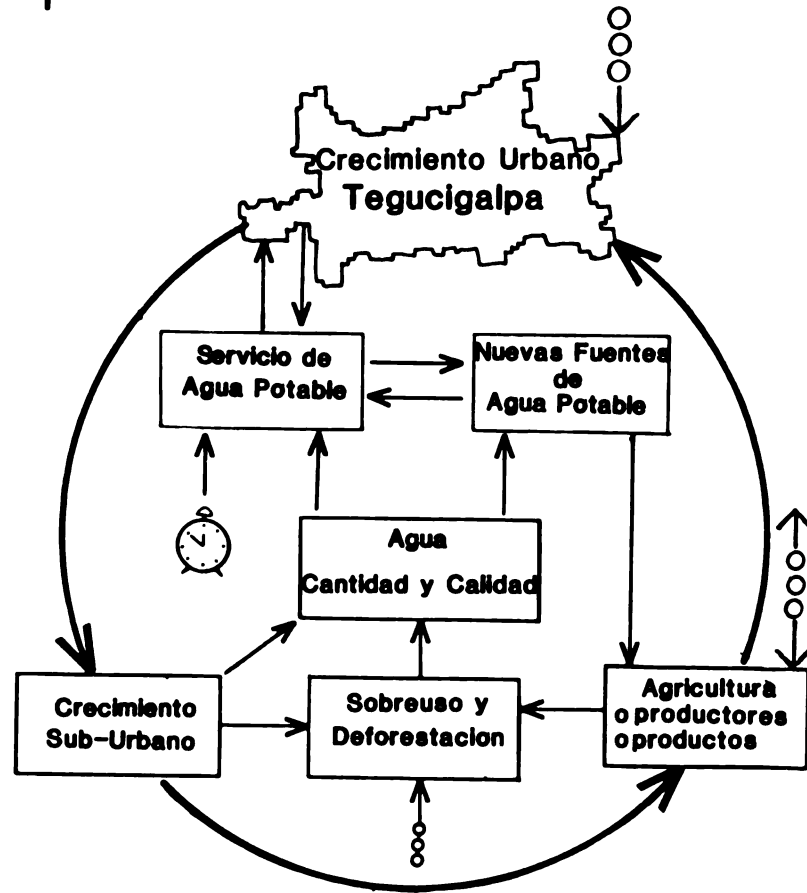 Crecimiento Urbano
Tegucigalpa
Servicio de
Agua Potable
Nuevas Fuentes
de
Agua Potable
Agua
Cantidad y Calidad
Crecimiento
Sub-Urbano
Sobreuso y
Deforestacion
Agricultura
o productores
o productos